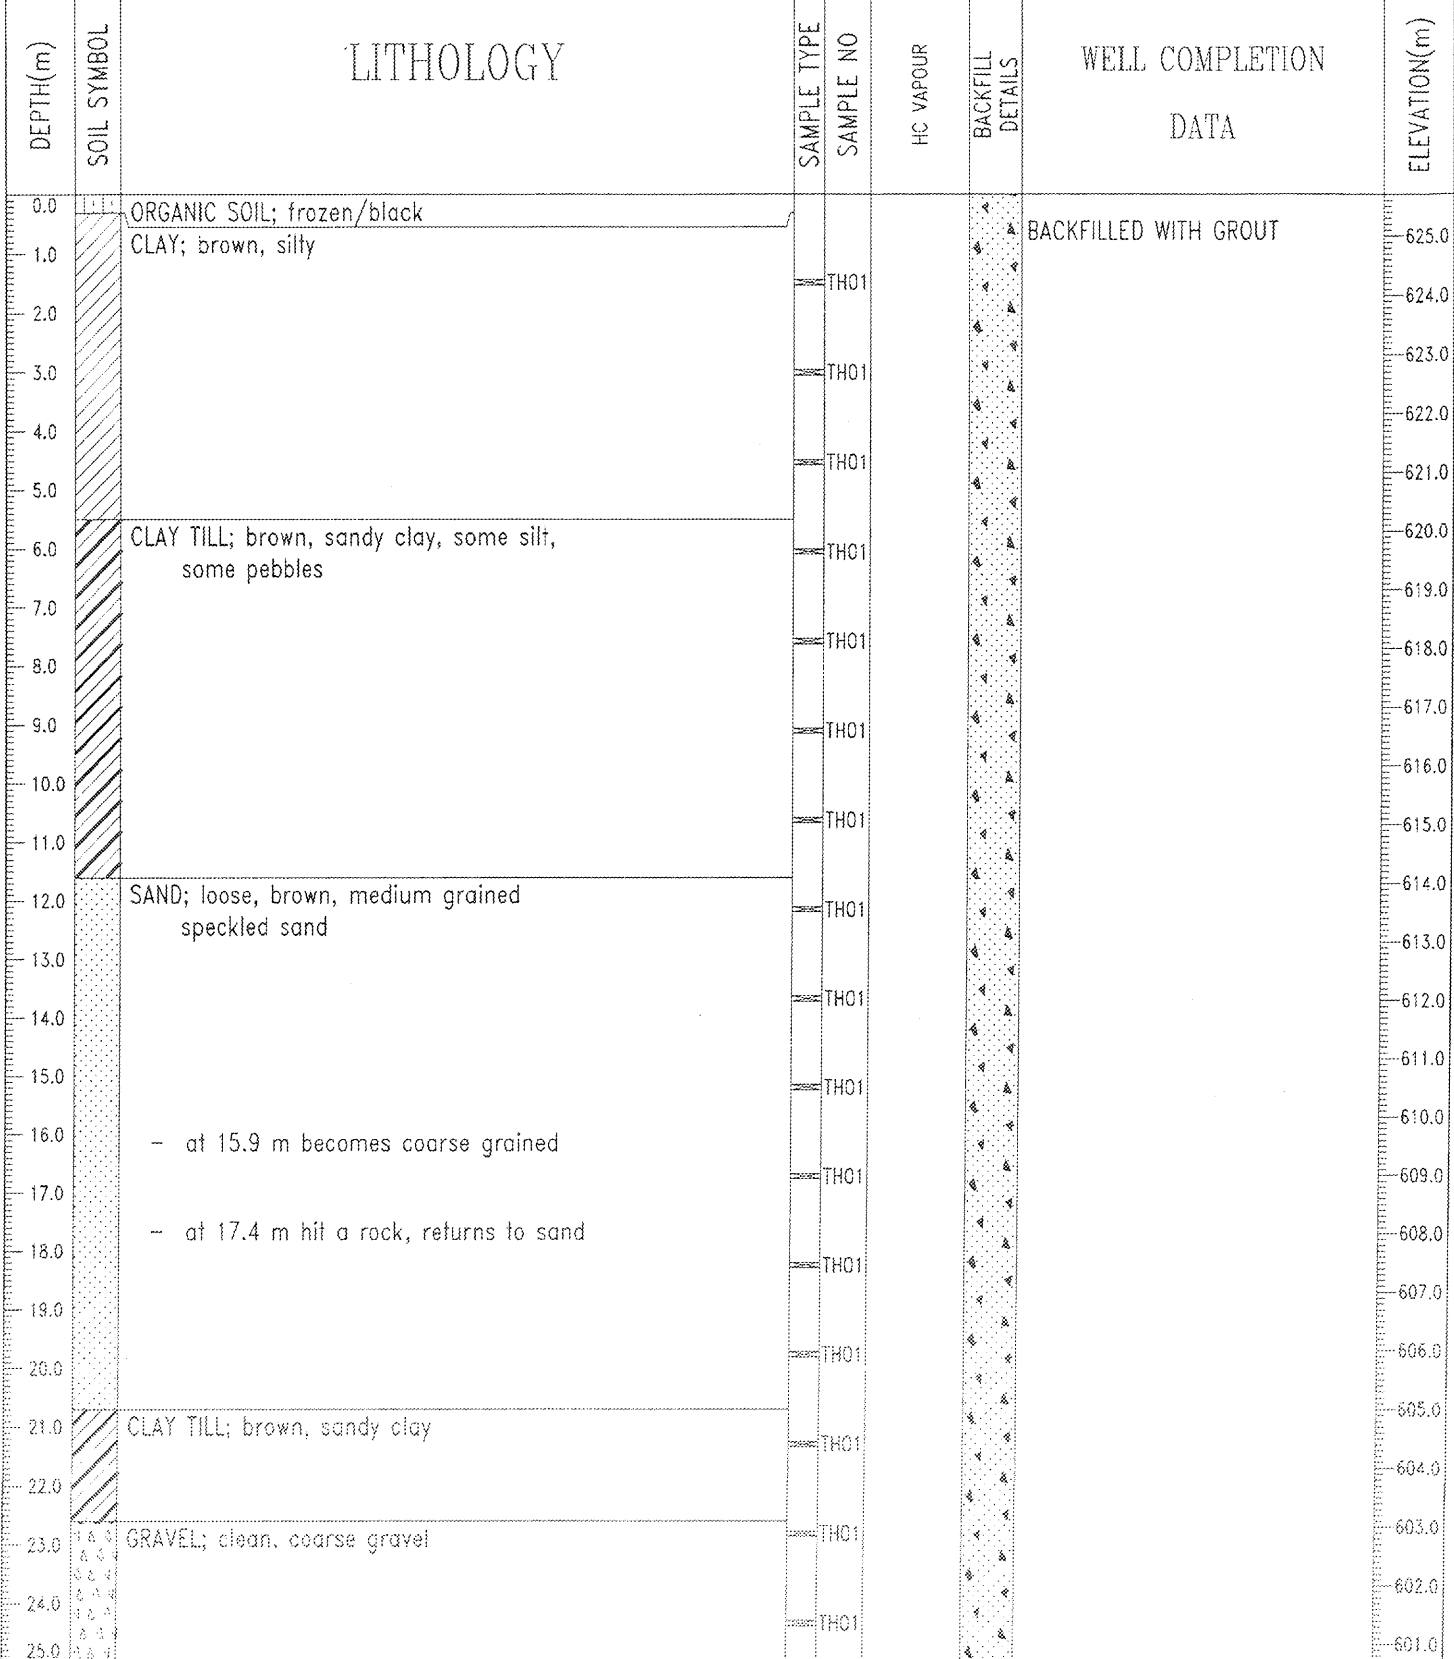 DEPTH(m)
SOIL SYMBOL
LITHOLOGY
SAMPLE TYPE
SAMPLE NO
HC VAPOUR
BACKFILL
DETAILS
WELL COMPLETION
DATA
ELEVATION(m)
0.0
ORGANIC SOIL; frozen/black
BACKFILLED WITH GROUT
625.0
CLAY; brown, silty
1.0
TH01
624.0
2.0
623.0
3.0
TH01
622.0
4.0
TH01
621.0
5.0
620.0
CLAY TILL; brown, sandy clay, some silt,
6.0
TH01
some pebbles
619.0
7.0
TH01
618.0
8.0
617.0
9.0
TH01
616.0
10.0
TH01
615.0
11.0
614.0
SAND; loose, brown, medium grained
12.0
TH01
speckled sand
613.0
13.0
TH01
612.0
14.0
611.0
15.0
TH01
610.0
16.0
- at 15.9 m becomes coarse grained
TH01
609.0
17.0
- at 17.4 m hit a rock, returns to sand
608.0
18.0
TH01
607.0
19.0
606.0
TH01
20.0
605.0
21.0
CLAY TILL; brown, sandy clay
TH01
604.0
22.0
603.0
TH01
23.0
GRAVEL; clean, coarse gravel
602.0
24.0
TH01
601.0
25.0